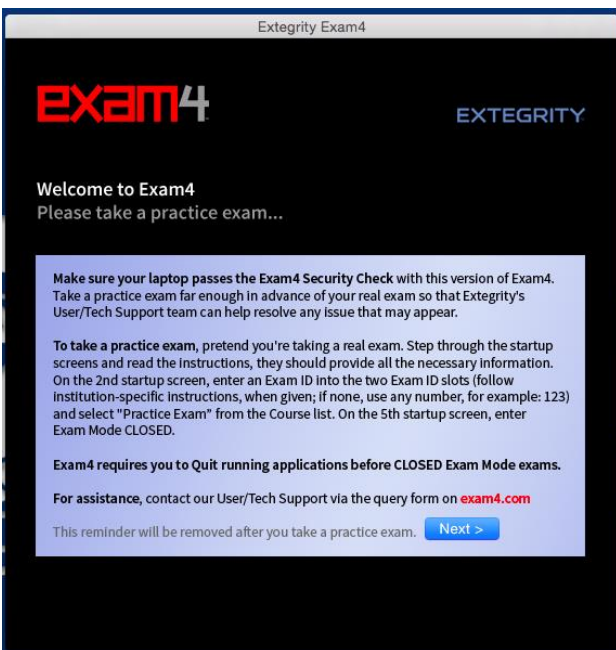 Extegrity Exam4
exam4
EXTEGRITY
Welcome to Exam4
Please take a practice exam...
Make sure your laptop passes the Exam4 Security Check with this version of Exam4.
Take a practice exam far enough in advance of your real exam so that Extegrity's
User/Tech Support team can help resolve any issue that may appear.
To take a practice exam, pretend you're taking a real exam. Step through the startup
screens and read the instructions, they should provide all the necessary information.
On the 2nd startup screen, enter an Exam ID into the two Exam ID slots (follow
institution-specific instructions, when given; if none, use any number, for example: 123)
and select "Practice Exam" from the Course list. On the 5th startup screen, enter
Exam Mode CLOSED.
Exam4 requires you to Quit running applications before CLOSED Exam Mode exams.
For assistance, contact our User/Tech Support via the query form on exam4.com
This reminder will be removed after you take a practice exam. Next >